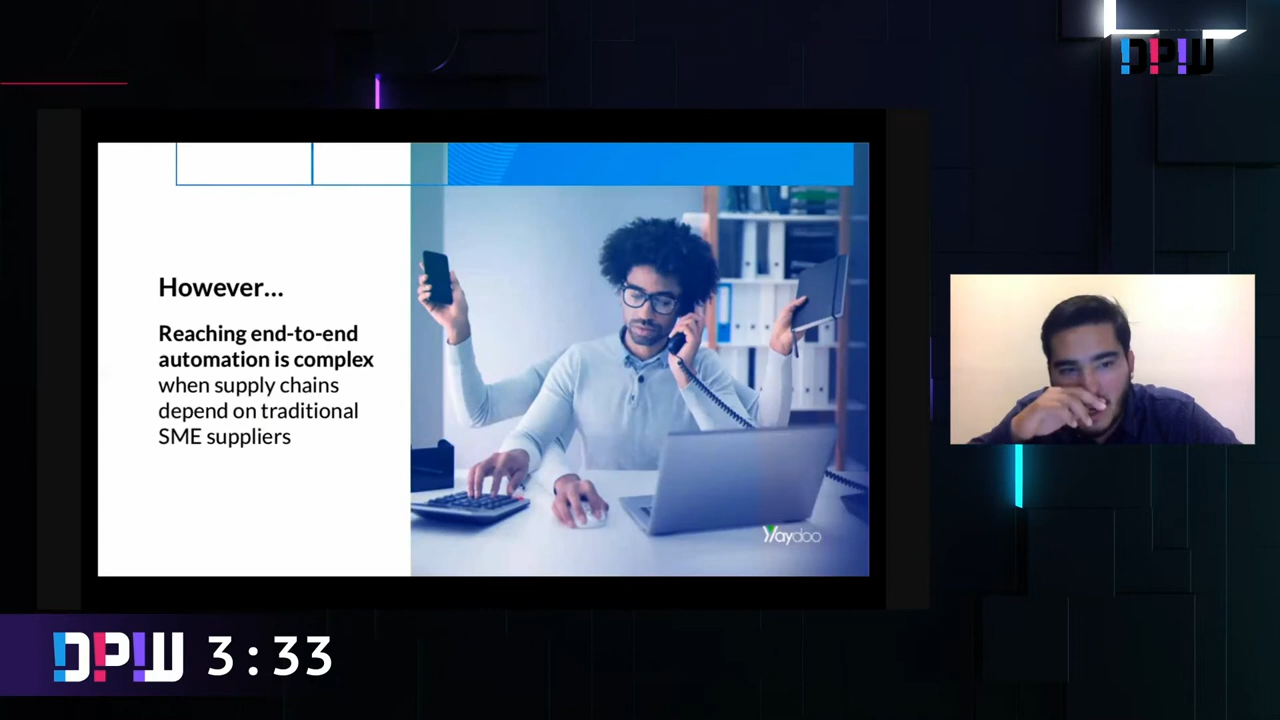 DPW
However...
Reaching end-to-end
automation is complex
when supply chains
depend on traditional
SME suppliers
Yaydoo
DPW 3:33